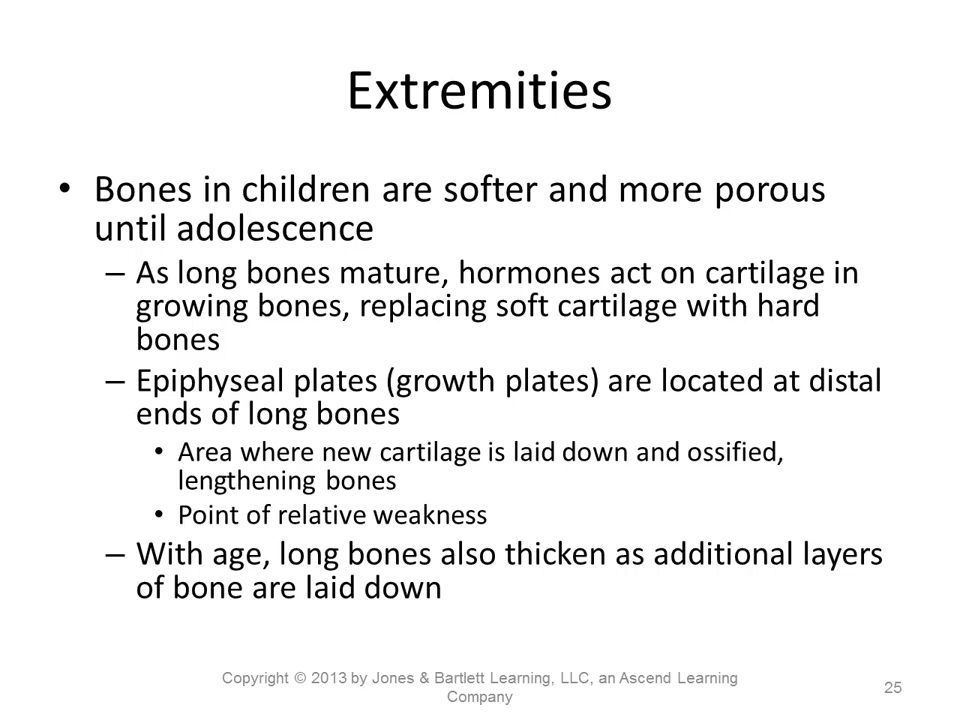 Extremities
• Bones in children are softer and more porous
until adolescence
– As long bones mature, hormones act on cartilage in
growing bones, replacing soft cartilage with hard
bones
– Epiphyseal plates (growth plates) are located at distal
ends of long bones
• Area where new cartilage is laid down and ossified,
lengthening bones
• Point of relative weakness
– With age, long bones also thicken as additional layers
of bone are laid down
Copyright © 2013 by Jones & Bartlett Learning, LLC, an Ascend Learning
Company
25